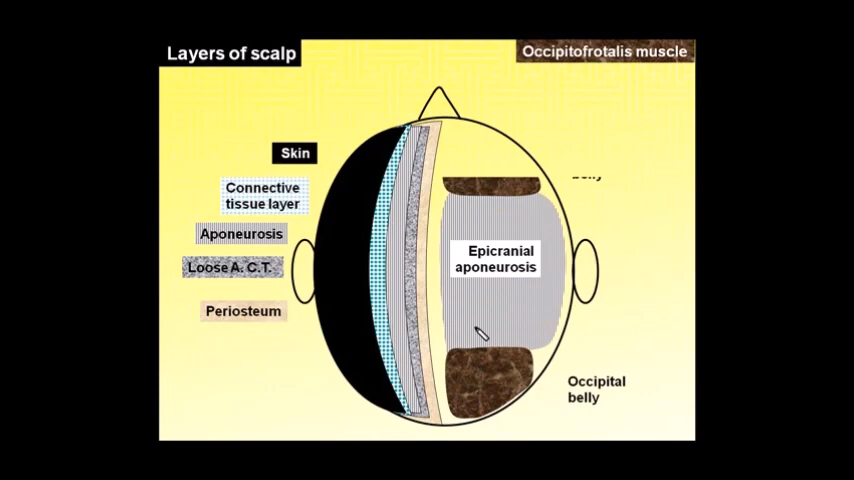 Layers of scalp
Occipitofrotalis muscle
Skin
Connective
tissue layer
Aponeurosis
Loose A. C.T.
Periosteum
Epicranial
aponeurosis
Occipital
belly